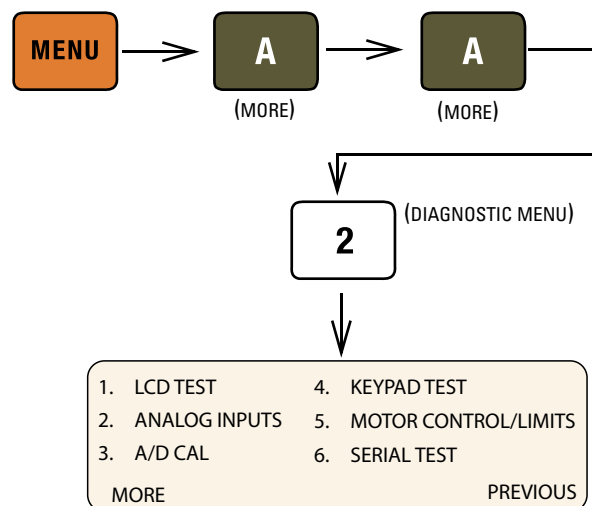 MENU A A
(MORE) (MORE)
2 (DIAGNOSTIC MENU)
1. LCD TEST 4. KEYPAD TEST
2. ANALOG INPUTS 5. MOTOR CONTROL/LIMITS
3. A/D CAL 6. SERIAL TEST
MORE PREVIOUS